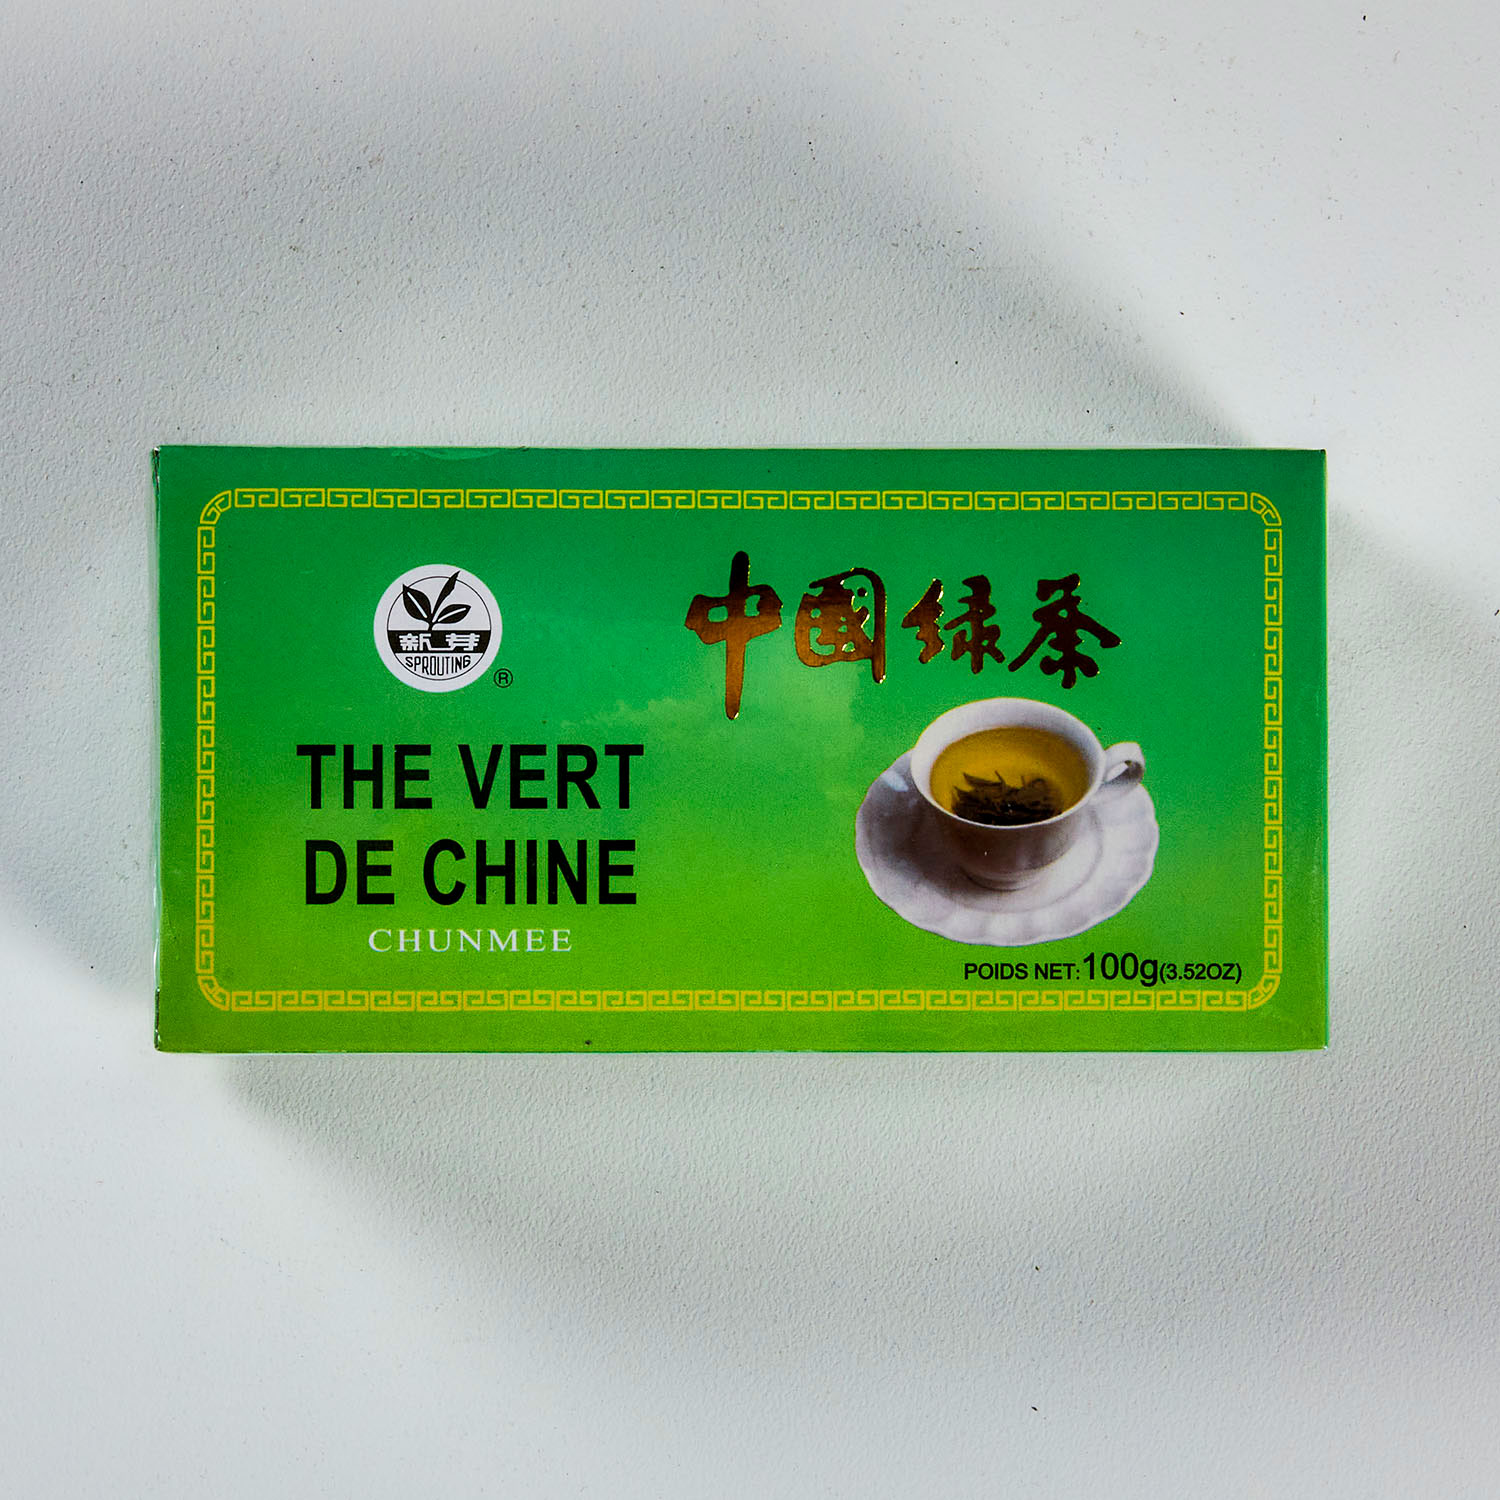 新芽
SPROUTING
®
中国绿茶
THE VERT
DE CHINE
CHUNMEE
POIDS NET:100g(3.52OZ)